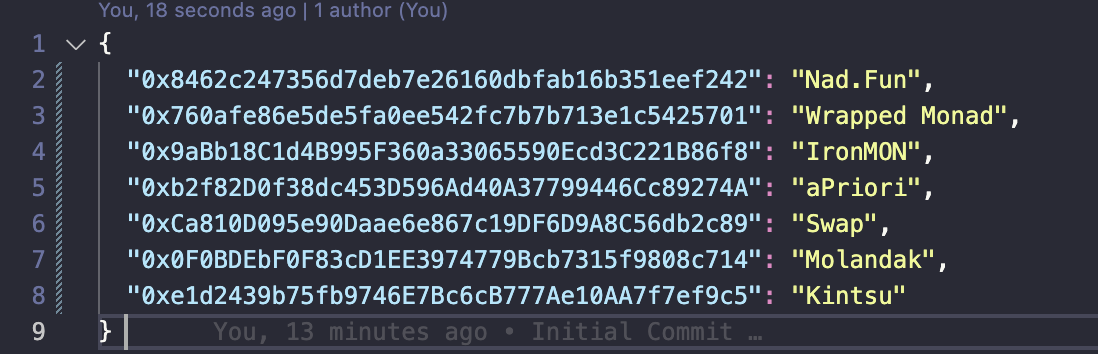 You, 18 seconds ago | 1 author (You)
1 {
2 "0x8462c247356d7deb7e26160dbfab16b351eef242": "Nad.Fun",
3 "0x760afe86e5de5fa0ee542fc7b7b713e1c5425701": "Wrapped Monad",
4 "0x9aBb18C1d4B995F360a33065590Ecd3C221B86f8": "IronMON",
5 "0xb2f82D0f38dc453D596Ad40A37799446Cc89274A": "aPriori",
6 "0xCa810D095e90Daae6e867c19DF6D9A8C56db2c89": "Swap",
7 "0x0F0BDEbF0F83cD1EE3974779Bcb7315f9808c714": "Molandak",
8 "0xe1d2439b75fb9746E7Bc6cB777Ae10AA7f7ef9c5": "Kintsu"
9 } You, 13 minutes ago • Initial Commit …